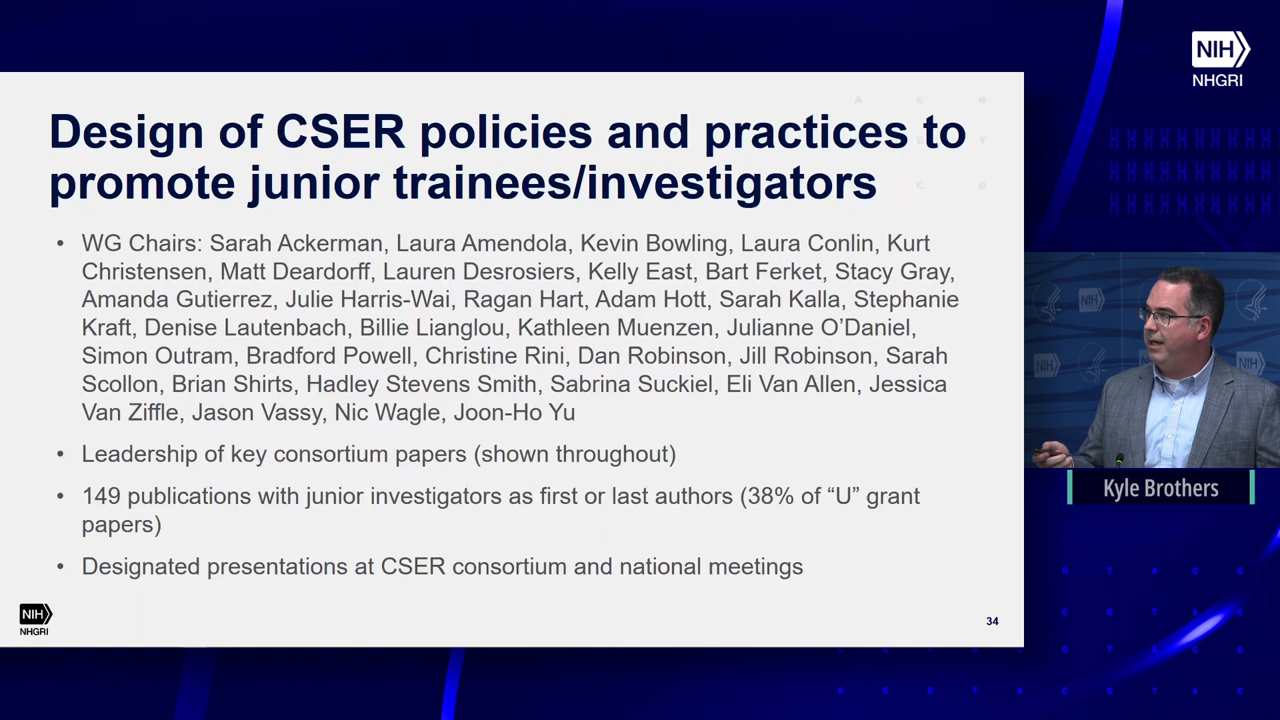 NIH
NHGRI
Design of CSER policies and practices to
promote junior trainees/investigators
• WG Chairs: Sarah Ackerman, Laura Amendola, Kevin Bowling, Laura Conlin, Kurt
Christensen, Matt Deardorff, Lauren Desrosiers, Kelly East, Bart Ferket, Stacy Gray,
Amanda Gutierrez, Julie Harris-Wai, Ragan Hart, Adam Hott, Sarah Kalla, Stephanie
Kraft, Denise Lautenbach, Billie Lianglou, Kathleen Muenzen, Julianne O’Daniel,
Simon Outram, Bradford Powell, Christine Rini, Dan Robinson, Jill Robinson, Sarah
Scollon, Brian Shirts, Hadley Stevens Smith, Sabrina Suckiel, Eli Van Allen, Jessica
Van Ziffle, Jason Vassy, Nic Wagle, Joon-Ho Yu
• Leadership of key consortium papers (shown throughout)
• 149 publications with junior investigators as first or last authors (38% of “U” grant
papers)
• Designated presentations at CSER consortium and national meetings
NIH
NHGRI
34
NIH
NIH
NIH
Kyle Brothers